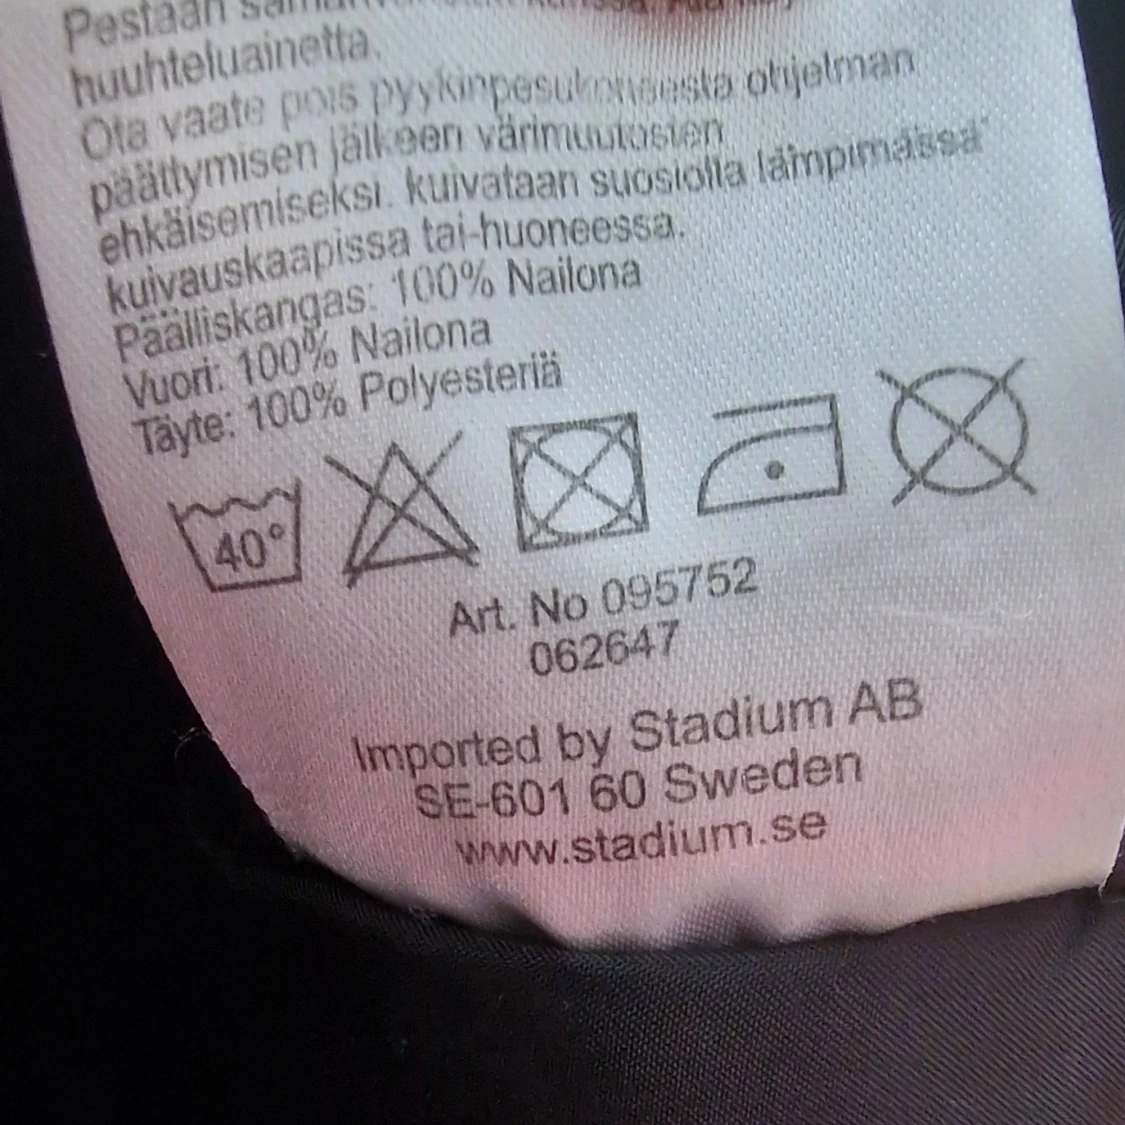 Pestään
huuhteluainetta.
Ota vaate pois pyykinpesukoneesta ohjelman
päättymisen jälkeen värimuutosten
ehkäisemiseksi. kuivataan suosiolla lämpimässä
kuivauskaapissa tai-huoneessa.
Päälliskangas: 100% Nailona
Vuori: 100% Nailona
Täyte: 100% Polyesteriä
40°
Art. No 095752
062647
Imported by Stadium AB
SE-601 60 Sweden
www.stadium.se